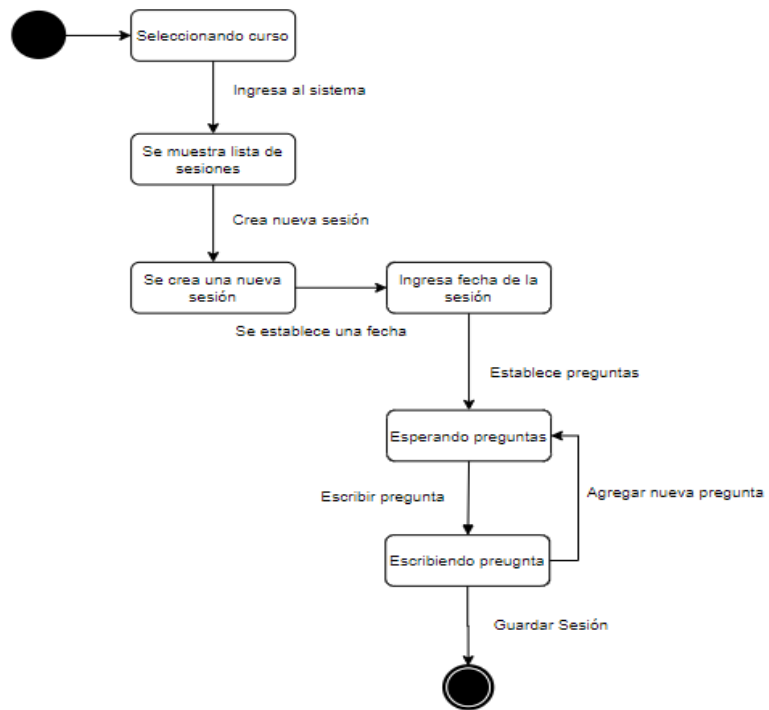 Seleccionando curso
Ingresa al sistema
Se muestra lista de
sesiones
Crea nueva sesión
Se crea una nueva
sesión
Ingresa fecha de la
sesión
Se establece una fecha
Establece preguntas
Esperando preguntas
Escribir pregunta
Agregar nueva pregunta
Escribiendo preugnta
Guardar Sesión